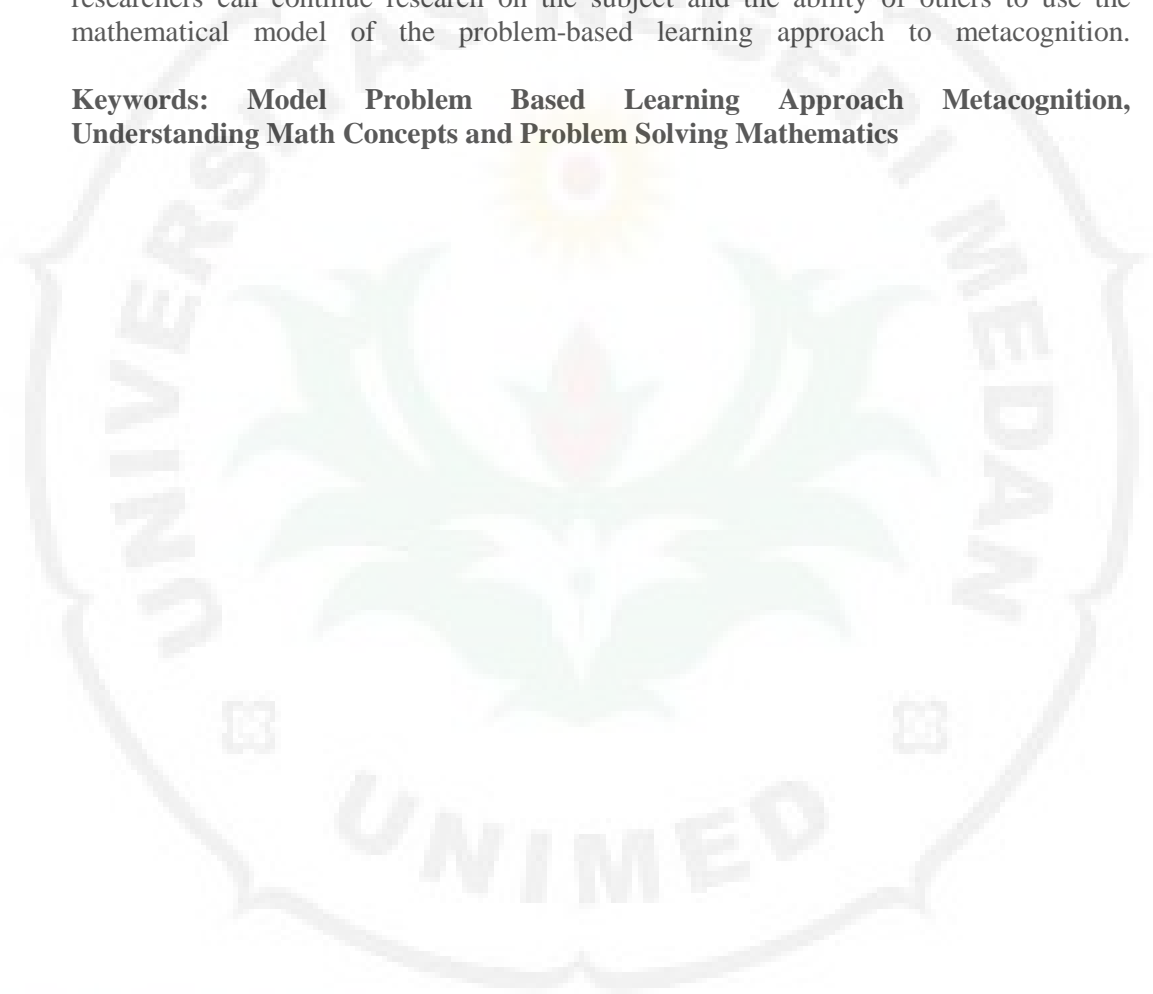 researchers can continue research on the subject and the ability of others to use the
mathematical model of the problem-based learning approach to metacognition.
Keywords: Model Problem Based Learning Approach Metacognition,
Understanding Math Concepts and Problem Solving Mathematics
UNIMED